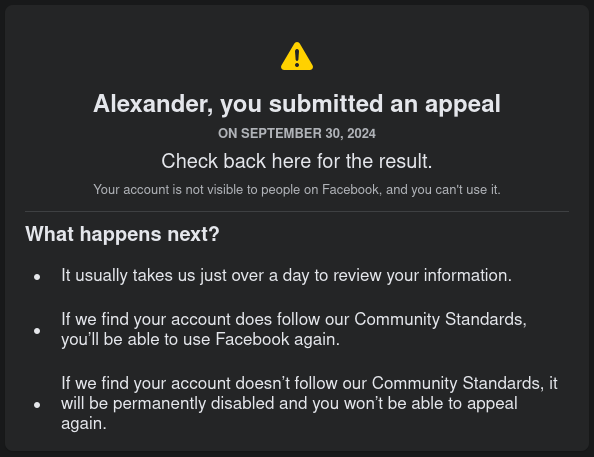 Alexander, you submitted an appeal
ON SEPTEMBER 30, 2024
Check back here for the result.
Your account is not visible to people on Facebook, and you can't use it.
What happens next?
• It usually takes us just over a day to review your information.
• If we find your account does follow our Community Standards,
you’ll be able to use Facebook again.
• If we find your account doesn’t follow our Community Standards, it
will be permanently disabled and you won’t be able to appeal
again.